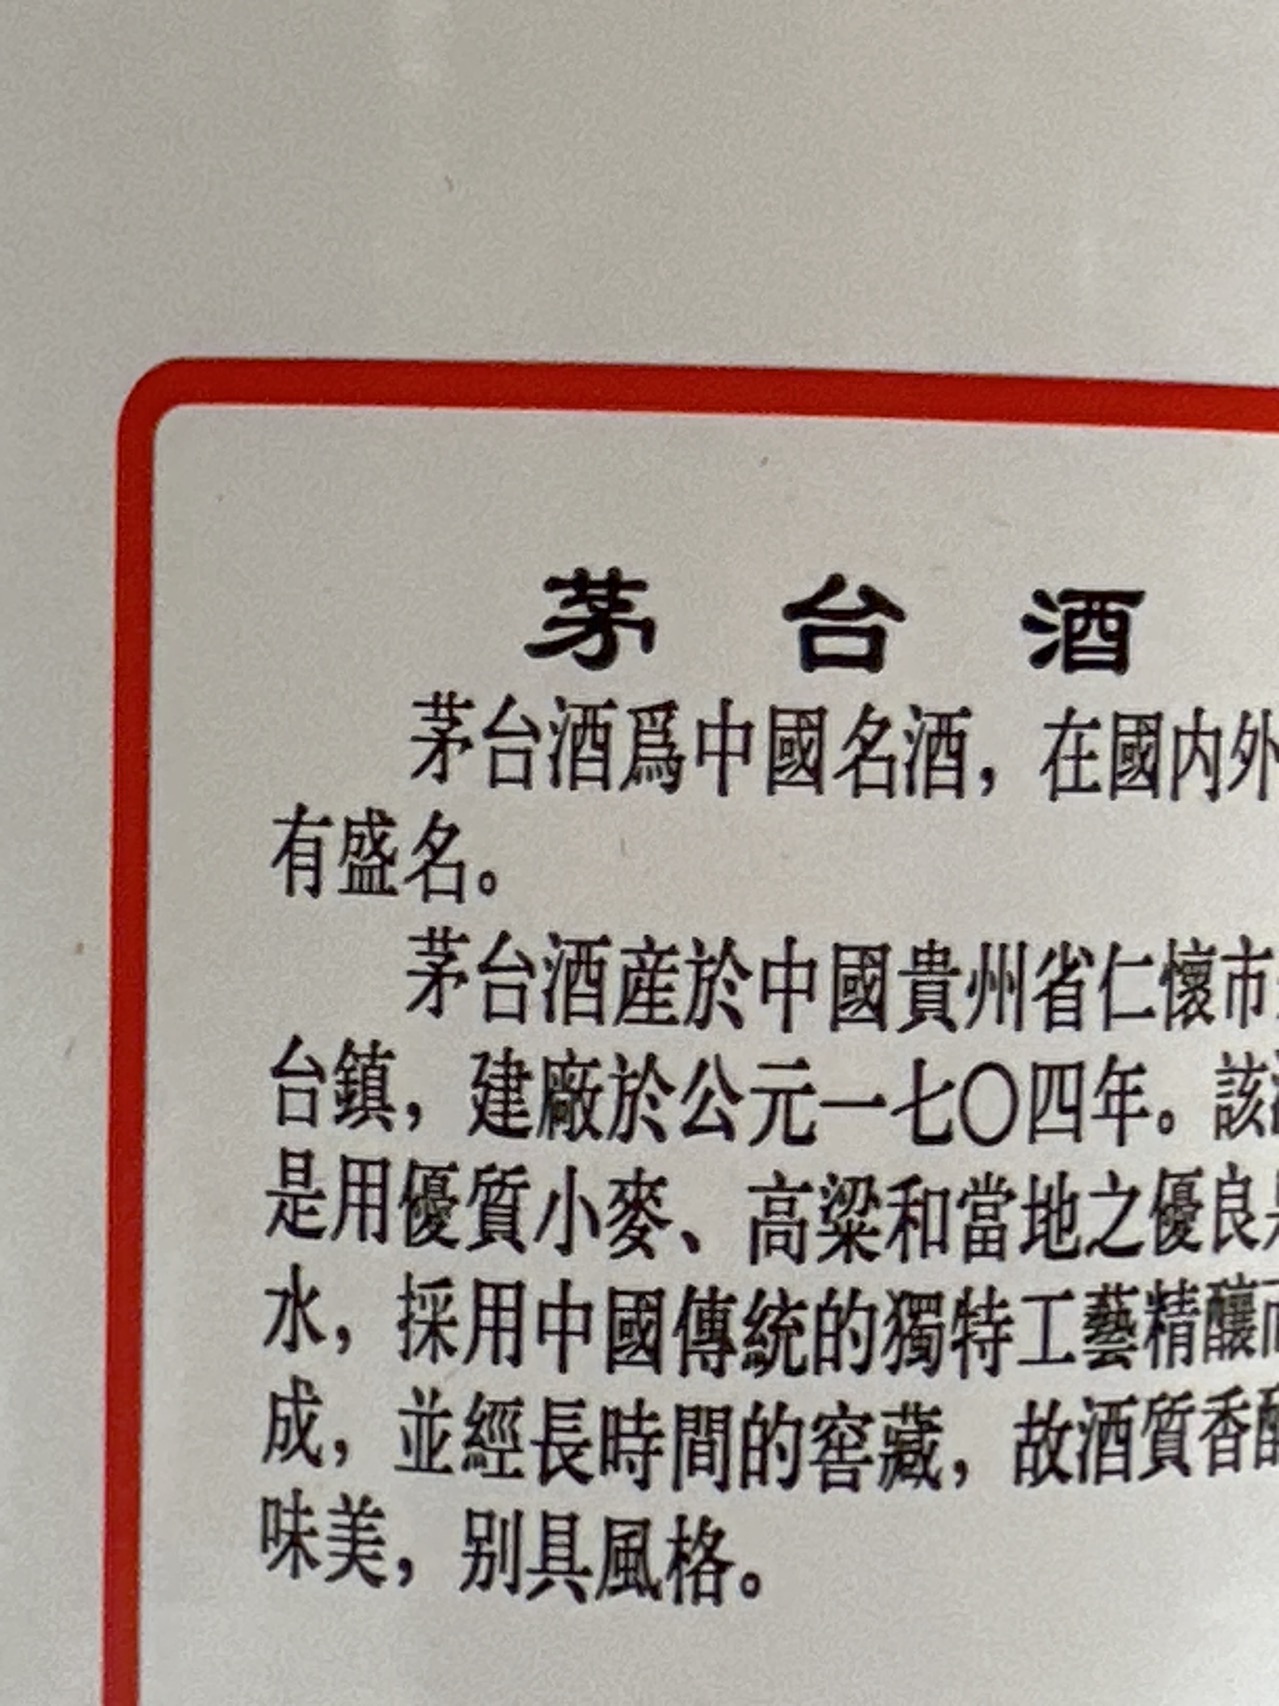 茅台酒
茅台酒爲中國名酒，在國内外
有盛名。
茅台酒産於中國貴州省仁懷市
台鎮，建廠於公元一七〇四年。該
是用優質小麥、高粱和當地之優良
水，採用中國傳統的獨特工藝精釀而
成，並經長時間的窖藏，故酒質香醇
味美，别具風格。